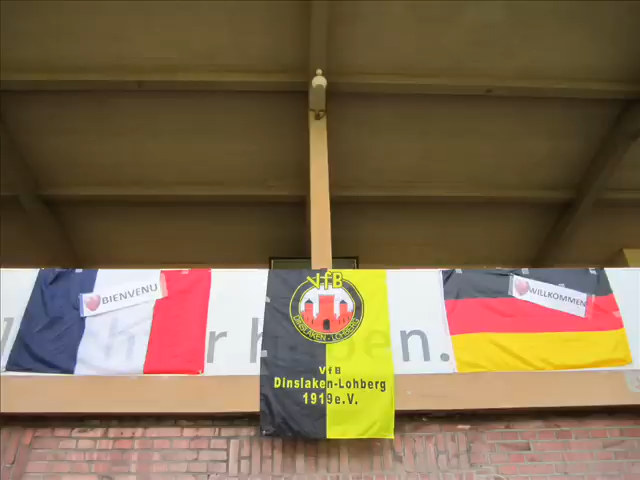 BIENVENU
VfB
DINSLAKEN-LOHBERG
VfB
Dinslaken-Lohberg
1919e.V.
WILLKOMMEN